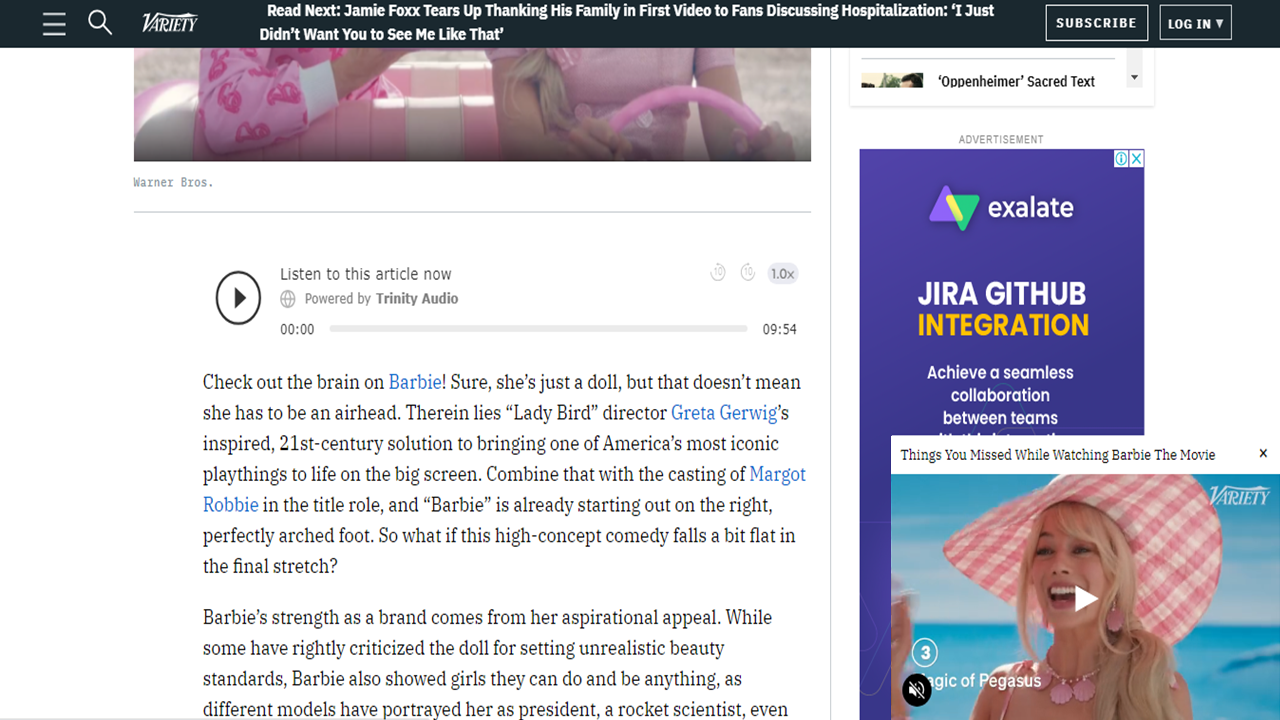 VARIETY
Read Next: Jamie Foxx Tears Up Thanking His Family in First Video to Fans Discussing Hospitalization: ‘I Just
Didn’t Want You to See Me Like That’
SUBSCRIBE
LOG IN ▾
Warner Bros.
Listen to this article now
10
10
1.0x
Powered by Trinity Audio
00:00
09:54
Check out the brain on Barbie! Sure, she’s just a doll, but that doesn’t mean
she has to be an airhead. Therein lies “Lady Bird” director Greta Gerwig’s
inspired, 21st-century solution to bringing one of America’s most iconic
playthings to life on the big screen. Combine that with the casting of Margot
Robbie in the title role, and “Barbie” is already starting out on the right,
perfectly arched foot. So what if this high-concept comedy falls a bit flat in
the final stretch?
Barbie’s strength as a brand comes from her aspirational appeal. While
some have rightly criticized the doll for setting unrealistic beauty
standards, Barbie also showed girls they can do and be anything, as
different models have portrayed her as president, a rocket scientist, even
‘Oppenheimer’ Sacred Text
ADVERTISEMENT
exalate
JIRA GITHUB
INTEGRATION
Achieve a seamless
collaboration
between teams
Things You Missed While Watching Barbie The Movie
x
VARIETY
3
agic of Pegasus